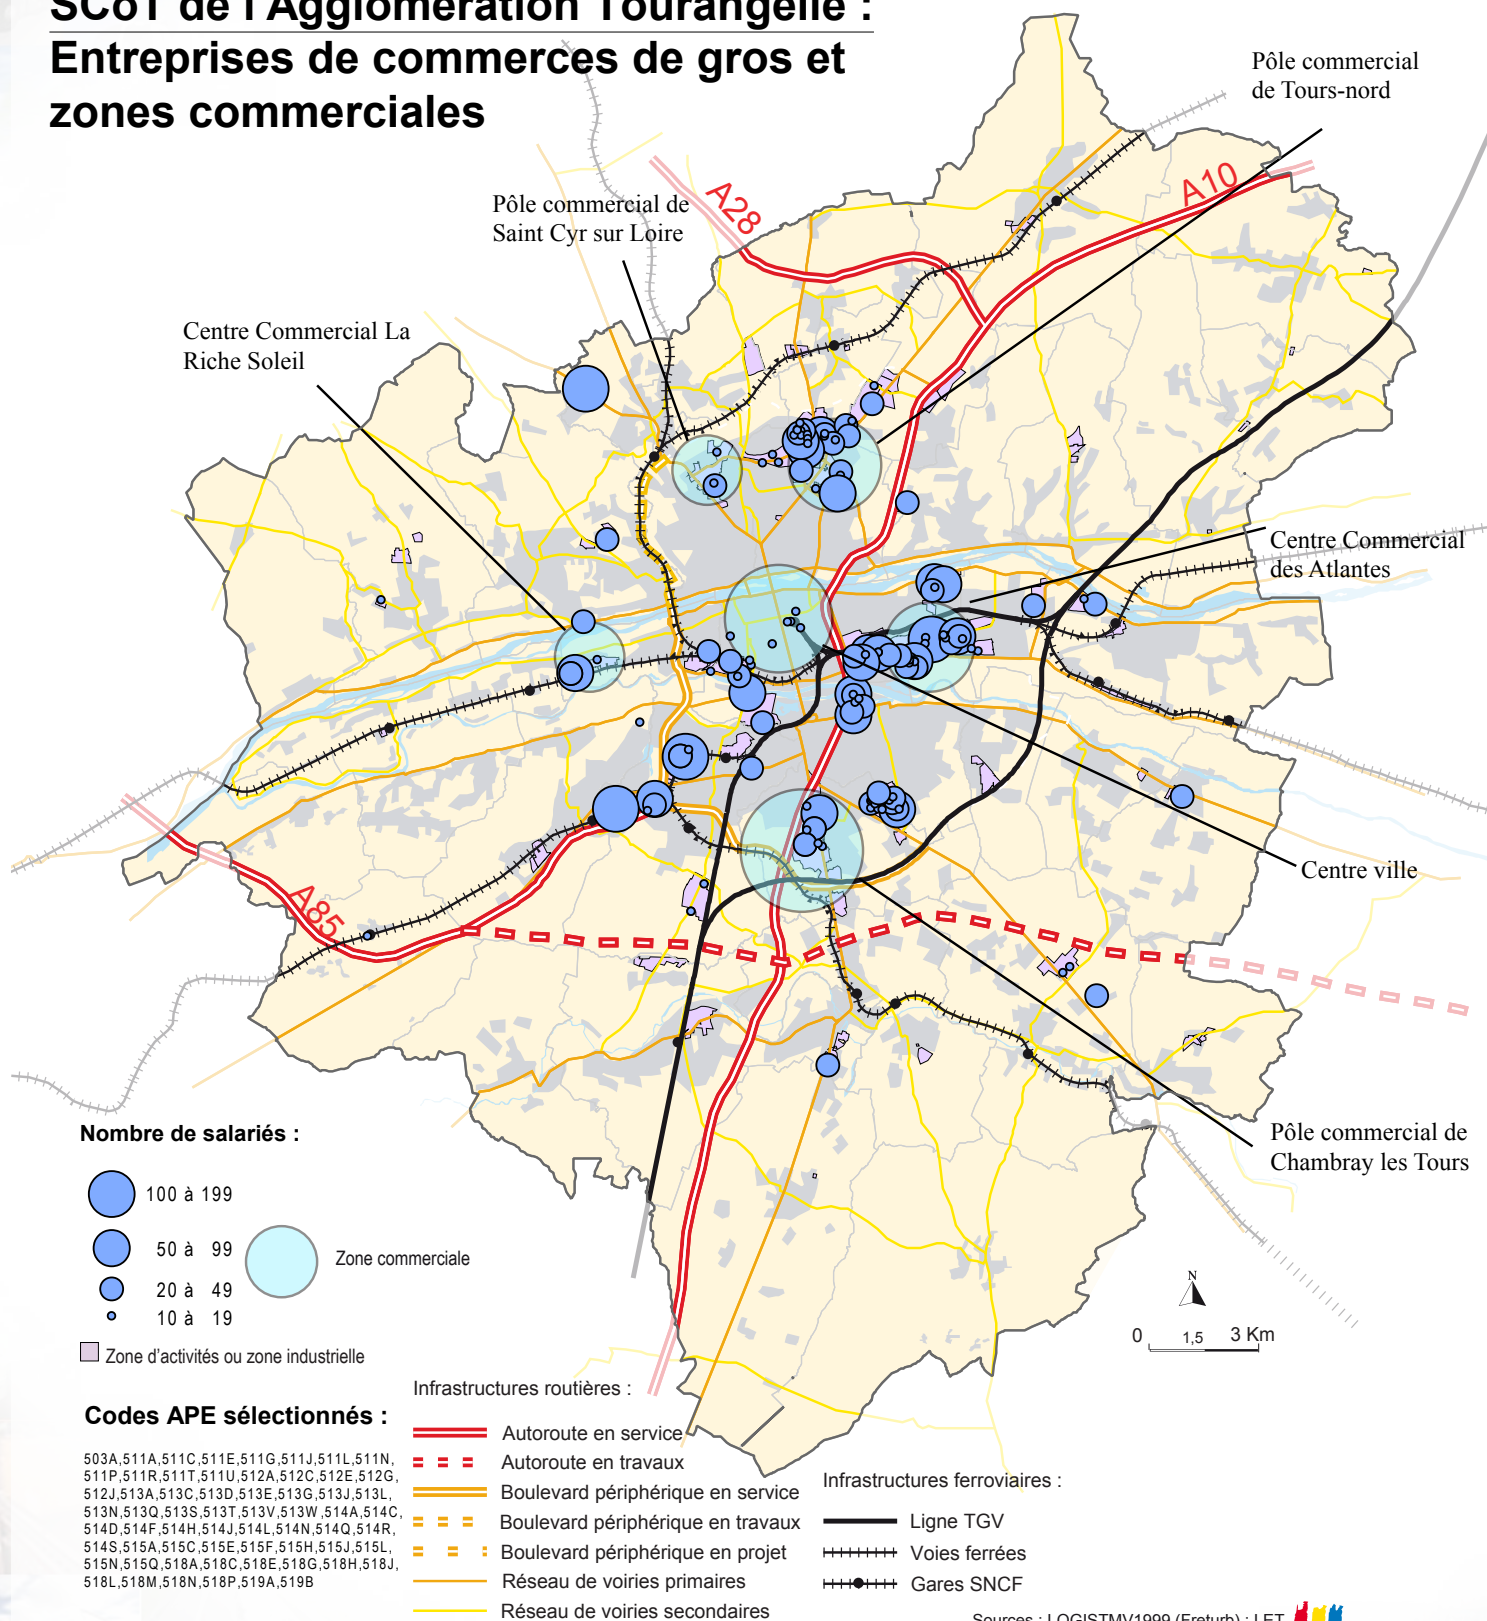 SCoT de l'Agglomération Tourangelle :
Entreprises de commerces de gros et
zones commerciales
Pôle commercial
de Tours-nord
A28
A10
Pôle commercial de
Saint Cyr sur Loire
Centre Commercial La
Riche Soleil
Centre Commercial
des Atlantes
Centre ville
A85
Pôle commercial de
Chambray les Tours
Nombre de salariés :
100 à 199
50 à 99
20 à 49
10 à 19
Zone commerciale
Zone d'activités ou zone industrielle
N
0 1,5 3 Km
Codes APE sélectionnés :
503A,511A,511C,511E,511G,511J,511L,511N,
511P,511R,511T,511U,512A,512C,512E,512G,
512J,513A,513C,513D,513E,513G,513J,513L,
513N,513Q,513S,513T,513V,513W,514A,514C,
514D,514F,514H,514J,514L,514N,514Q,514R,
514S,515A,515C,515E,515F,515H,515J,515L,
515N,515Q,518A,518C,518E,518G,518H,518J,
518L,518M,518N,518P,519A,519B
Infrastructures routières :
Autoroute en service
Autoroute en travaux
Boulevard périphérique en service
Boulevard périphérique en travaux
Boulevard périphérique en projet
Réseau de voiries primaires
Réseau de voiries secondaires
Infrastructures ferroviaires :
Ligne TGV
Voies ferrées
Gares SNCF
Sources : LOGISTMV1999 (Freturb) ; LET